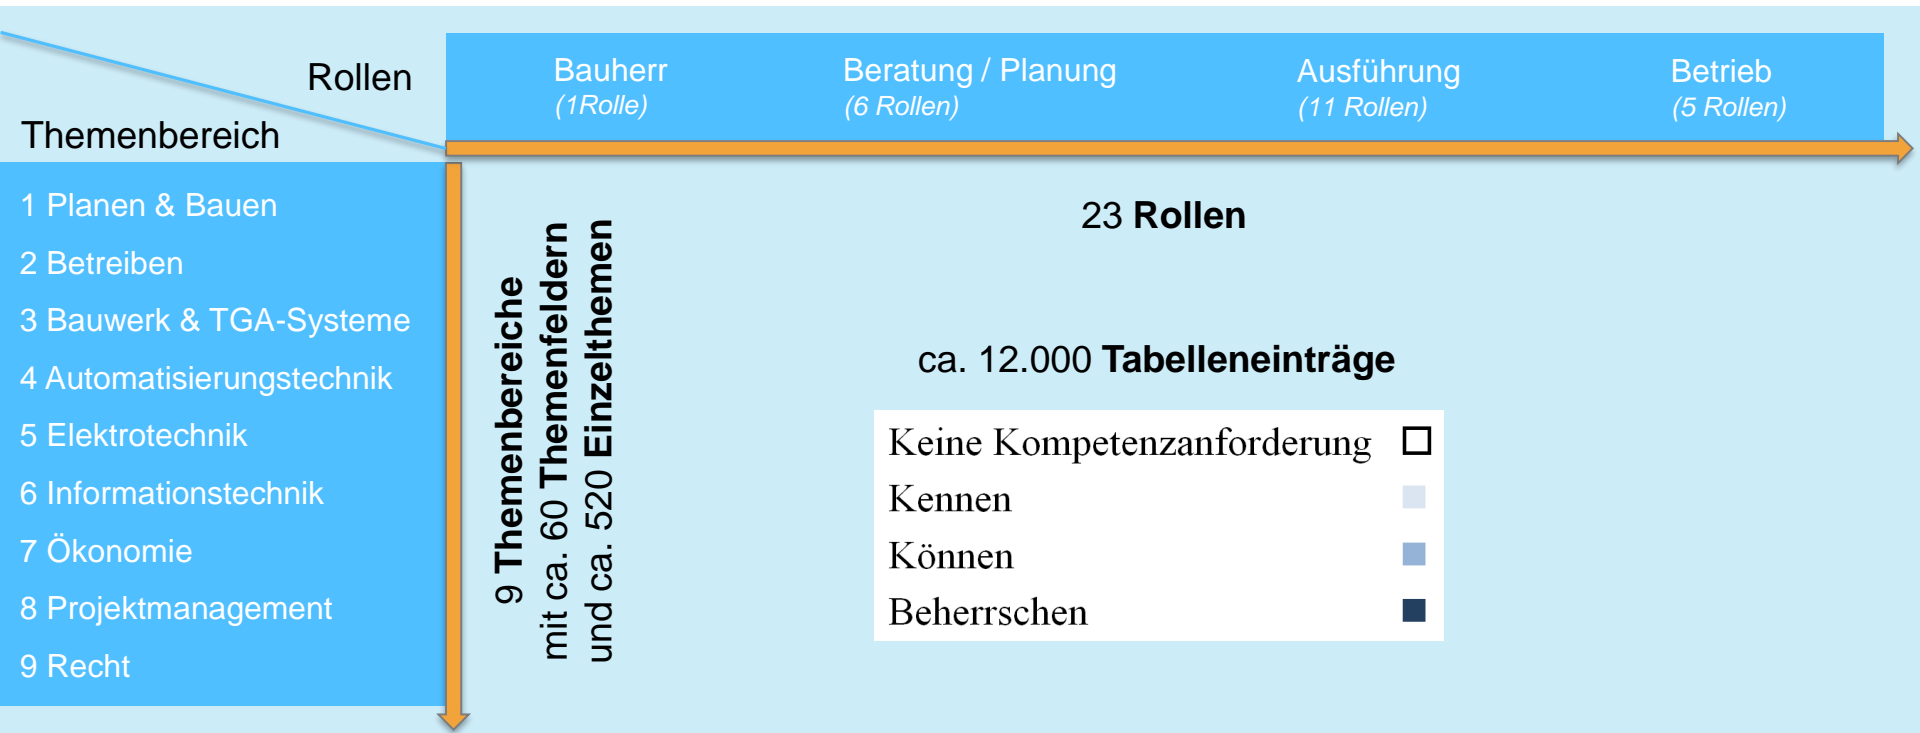 Rollen
Themenbereich
Bauherr
(1Rolle)
Beratung / Planung
(6 Rollen)
Ausführung
(11 Rollen)
Betrieb
(5 Rollen)
1 Planen & Bauen
2 Betreiben
3 Bauwerk & TGA-Systeme
4 Automatisierungstechnik
5 Elektrotechnik
6 Informationstechnik
7 Ökonomie
8 Projektmanagement
9 Recht
9 Themenbereiche
mit ca. 60 Themenfeldern
und ca. 520 Einzelthemen
23 Rollen
ca. 12.000 Tabelleneinträge
Keine Kompetenzanforderung
Kennen
Können
Beherrschen